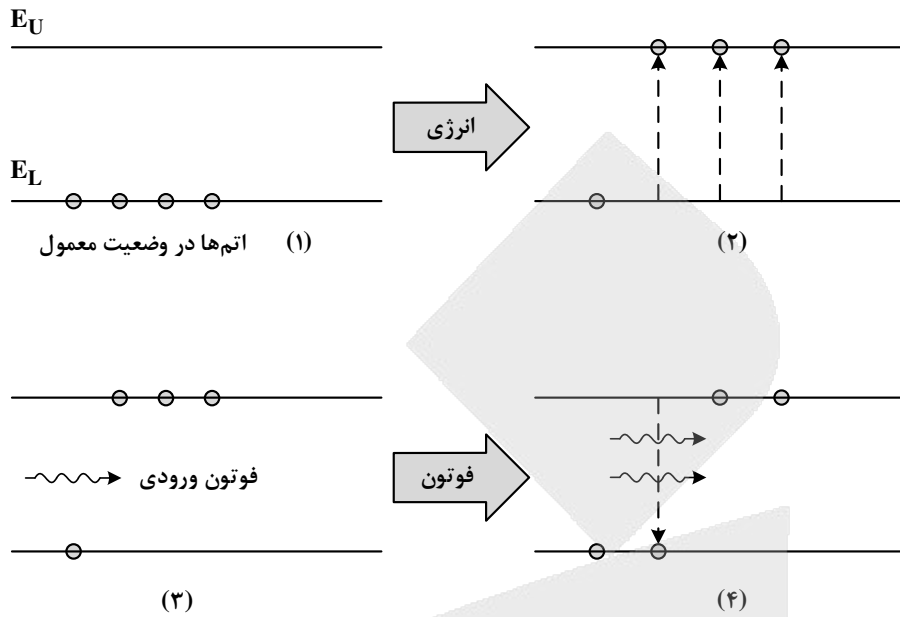 E_U
انرژی
E_L
اتم‌ها در وضعیت معمول (۱)
(۲)
فوتون ورودی
فوتون
(۳)
(۴)